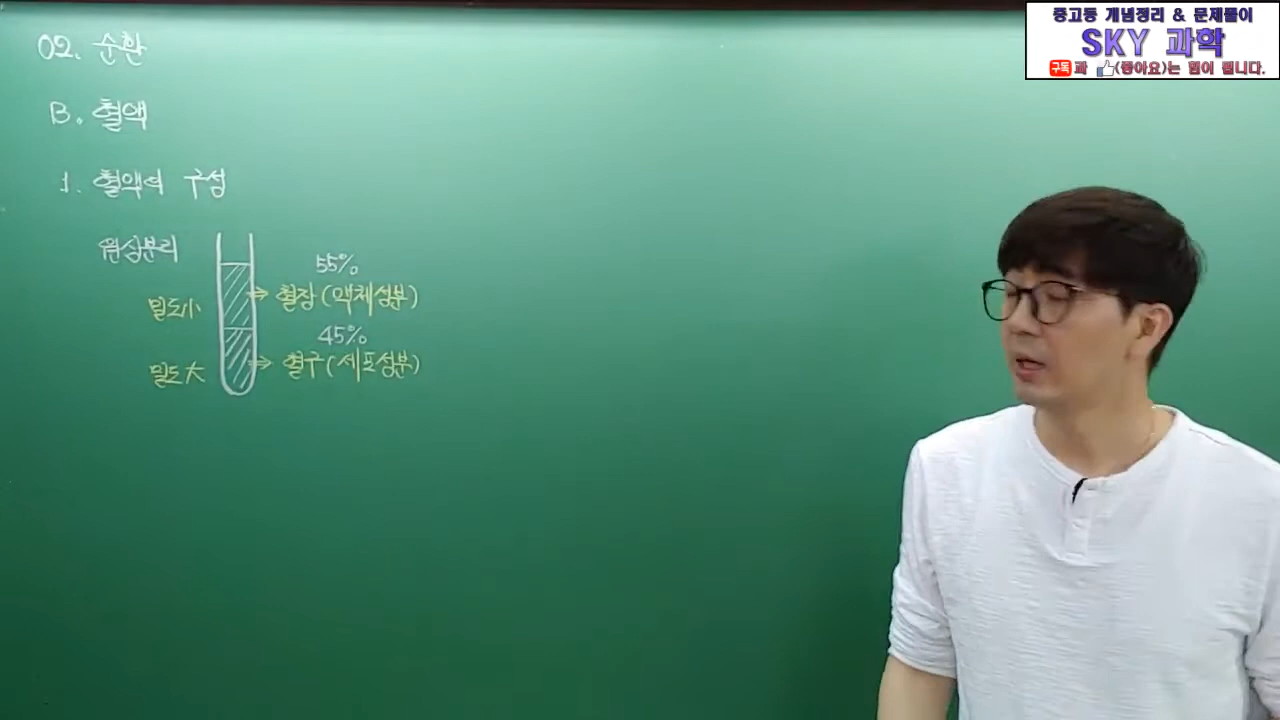 02. 순환
B. 혈액
1. 혈액의 구성
원심분리
55%
밀도小 ⇒ 혈장(액체성분)
45%
밀도大 ⇒ 혈구(세포성분)
중고등 개념정리 & 문제풀이
SKY 과학
구독과 (좋아요)는 힘이 됩니다.